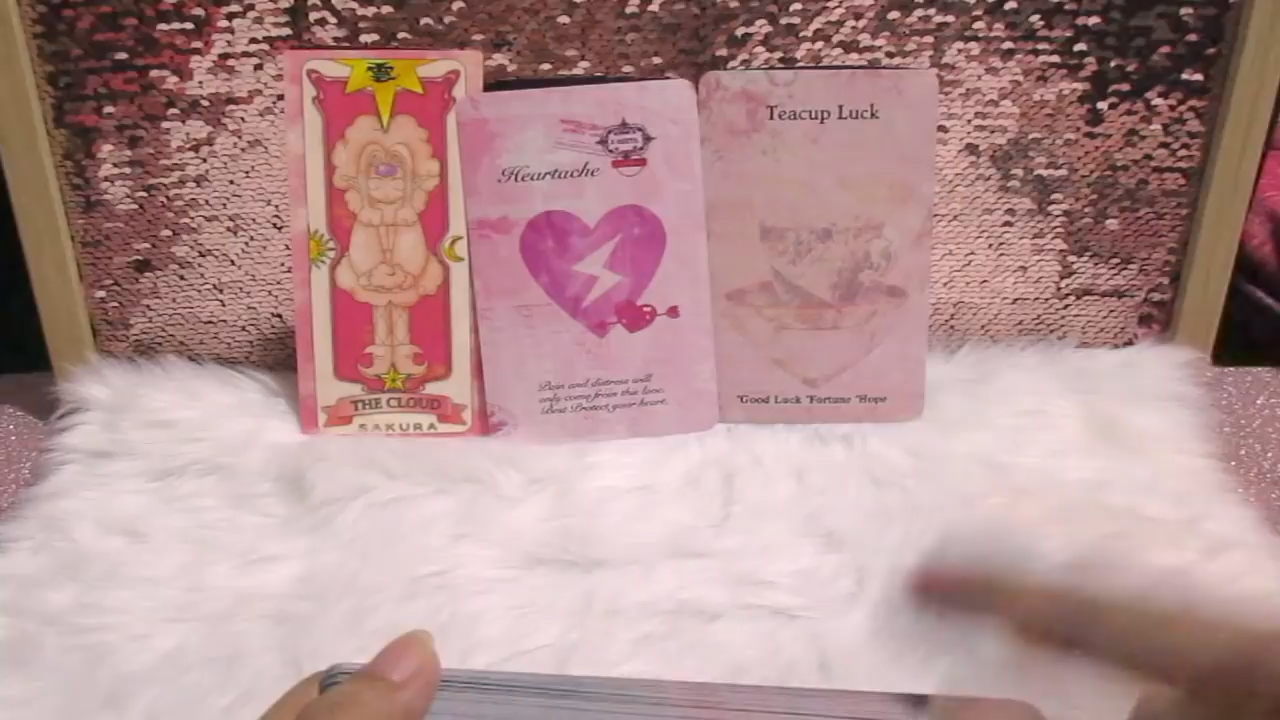 雲
THE CLOUD
SAKURA
Heartache
Pain and distress will
only come from this love.
Best Protect your heart.
Teacup Luck
*Good Luck *Fortune *Hope